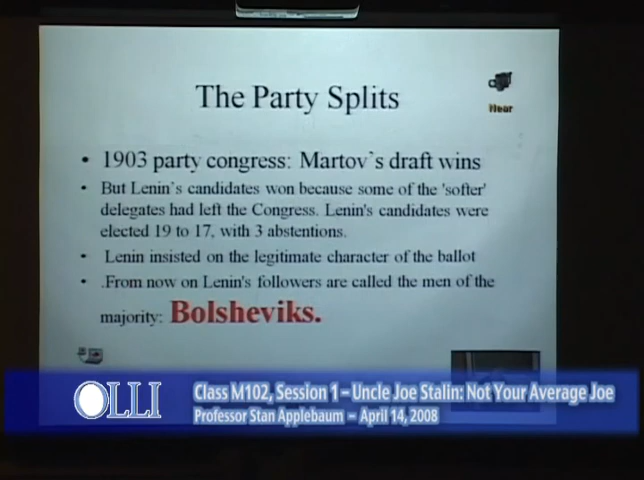 The Party Splits
Hear
• 1903 party congress: Martov`s draft wins
• But Lenin`s candidates won because some of the 'softer'
delegates had left the Congress. Lenin's candidates were
elected 19 to 17, with 3 abstentions.
• Lenin insisted on the legitimate character of the ballot
• .From now on Lenin's followers are called the men of the
majority: Bolsheviks.
OLLI
Class M102, Session 1 – Uncle Joe Stalin: Not Your Average Joe
Professor Stan Applebaum – April 14, 2008